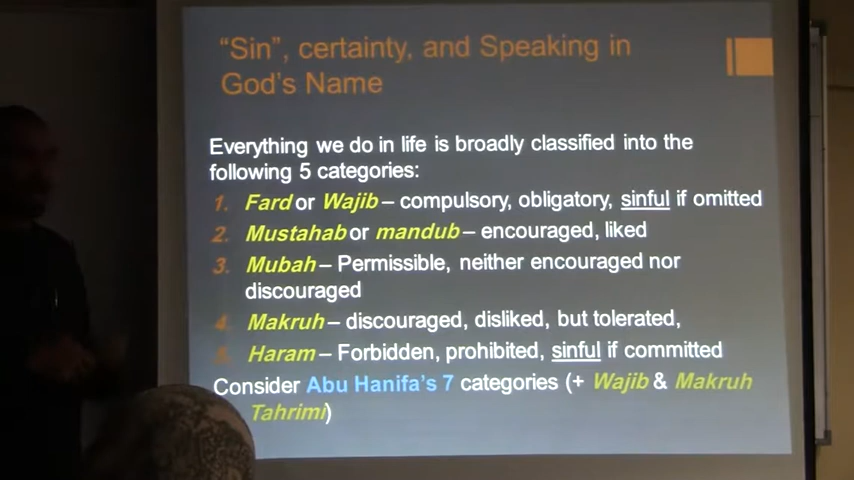 "Sin", certainty, and Speaking in
God's Name
Everything we do in life is broadly classified into the
following 5 categories:
1. Fard or Wajib – compulsory, obligatory, sinful if omitted
2. Mustahab or mandub – encouraged, liked
3. Mubah – Permissible, neither encouraged nor
discouraged
4. Makruh – discouraged, disliked, but tolerated,
5. Haram – Forbidden, prohibited, sinful if committed
Consider Abu Hanifa's 7 categories (+ Wajib & Makruh
Tahrimi)